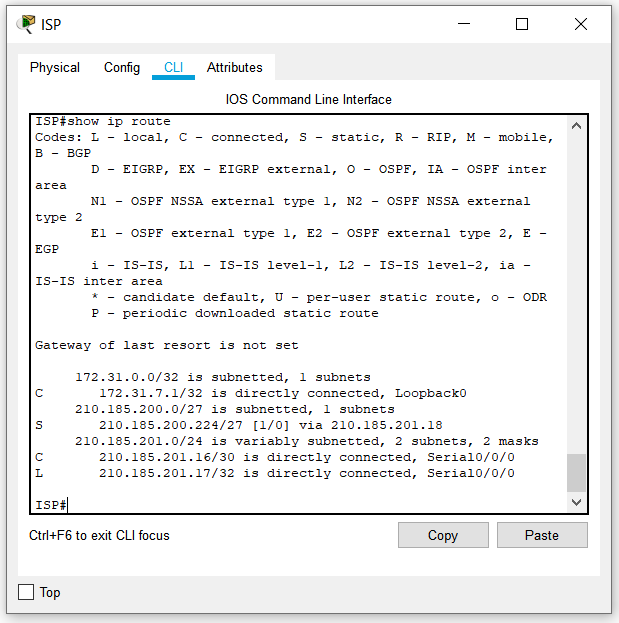 ISP
Physical Config CLI Attributes
IOS Command Line Interface
ISP#show ip route
Codes: L - local, C - connected, S - static, R - RIP, M - mobile,
B - BGP
D - EIGRP, EX - EIGRP external, O - OSPF, IA - OSPF inter
area
N1 - OSPF NSSA external type 1, N2 - OSPF NSSA external
type 2
E1 - OSPF external type 1, E2 - OSPF external type 2, E -
EGP
i - IS-IS, L1 - IS-IS level-1, L2 - IS-IS level-2, ia -
IS-IS inter area
* - candidate default, U - per-user static route, o - ODR
P - periodic downloaded static route
Gateway of last resort is not set
172.31.0.0/32 is subnetted, 1 subnets
C 172.31.7.1/32 is directly connected, Loopback0
210.185.200.0/27 is subnetted, 1 subnets
S 210.185.200.224/27 [1/0] via 210.185.201.18
210.185.201.0/24 is variably subnetted, 2 subnets, 2 masks
C 210.185.201.16/30 is directly connected, Serial0/0/0
L 210.185.201.17/32 is directly connected, Serial0/0/0
ISP#
Ctrl+F6 to exit CLI focus
Copy Paste
Top